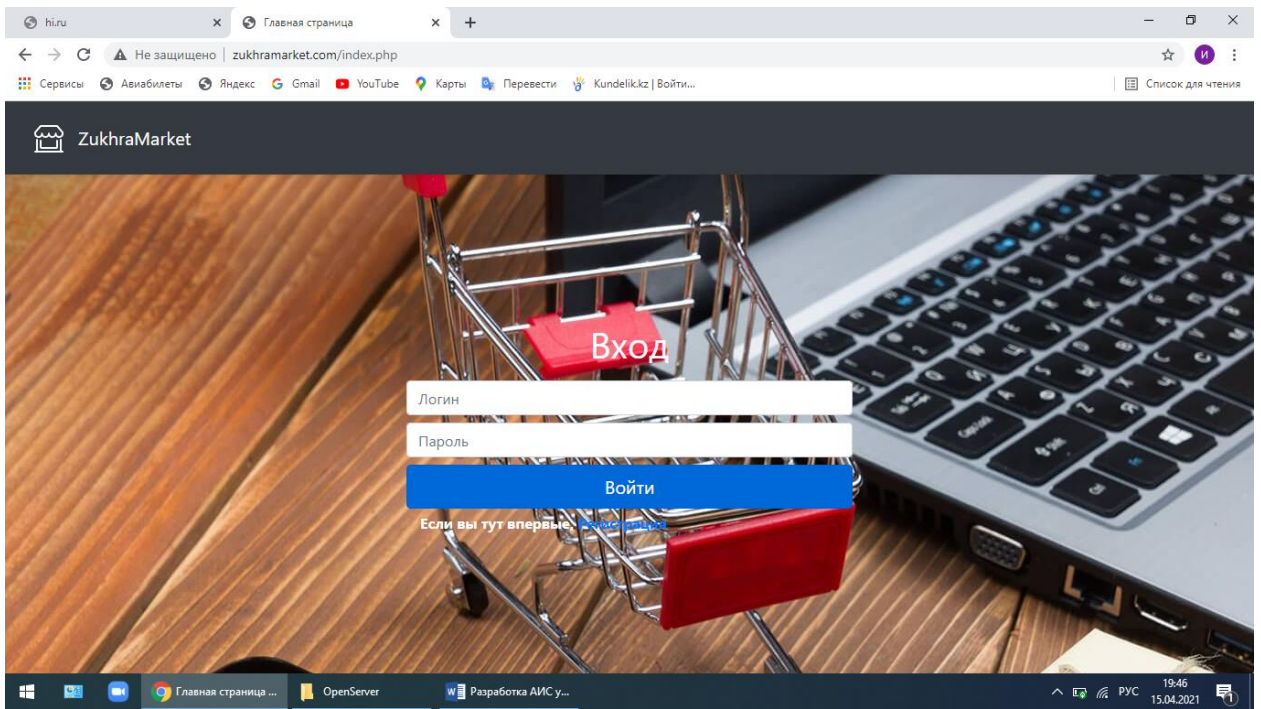 hi.ru
Главная страница
Не защищено | zukhramarket.com/index.php
И
Сервисы Авиабилеты Яндекс Gmail YouTube Карты Перевести Kundelik.kz | Войти... Список для чтения
ZukhraMarket
Вход
Логин
Пароль
Войти
Если вы тут впервые, Регистрация
Главная страница ... OpenServer Разработка АИС у...
РУС
19:46
15.04.2021
1